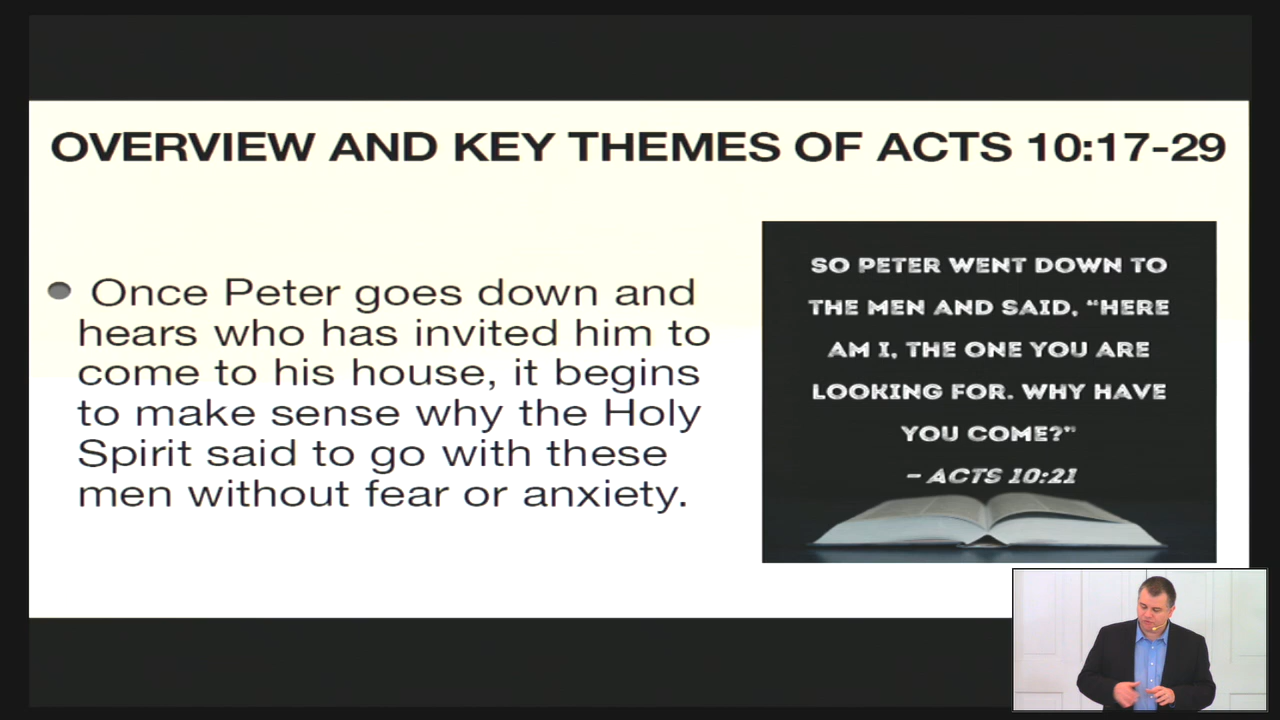 OVERVIEW AND KEY THEMES OF ACTS 10:17-29
Once Peter goes down and
hears who has invited him to
come to his house, it begins
to make sense why the Holy
Spirit said to go with these
men without fear or anxiety.
SO PETER WENT DOWN TO
THE MEN AND SAID, “HERE
AM I, THE ONE YOU ARE
LOOKING FOR. WHY HAVE
YOU COME?”
– ACTS 10:21